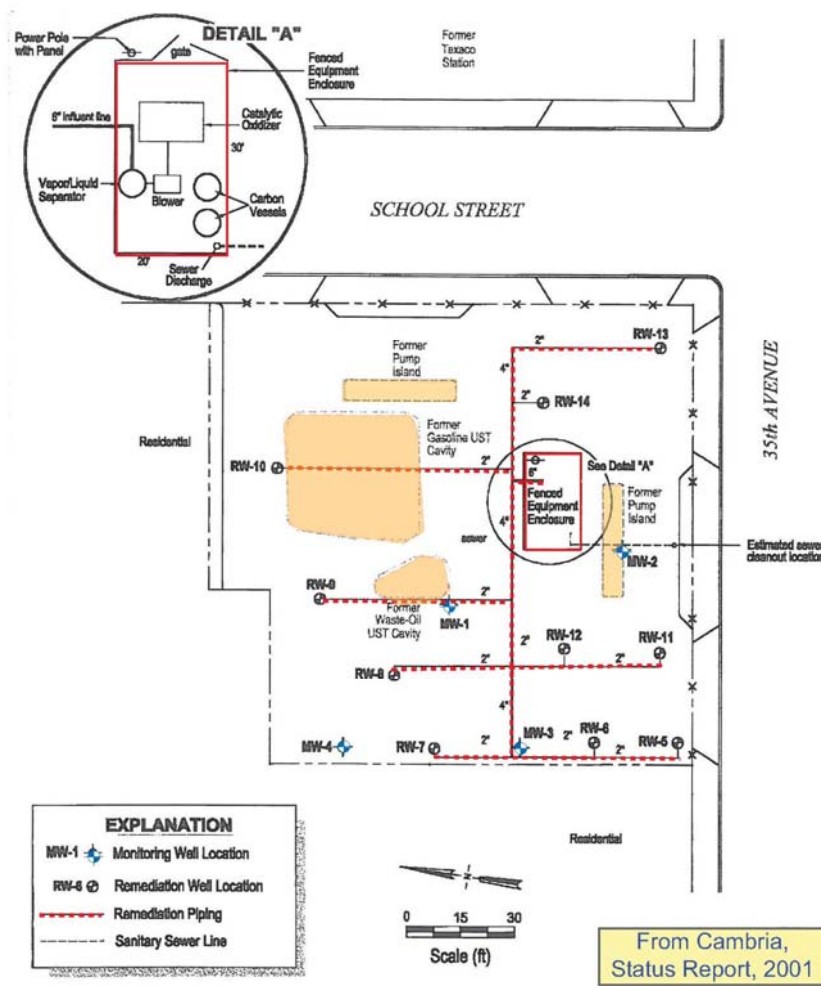 DETAIL "A"
Power Pole
with Panel
gate
Fenced
Equipment
Enclosure
6" Influent line
Catalytic
Oxidizer
30'
Vapor/Liquid
Separator
Blower
Carbon
Vessels
20'
Sewer
Discharge
Former
Texaco
Station
SCHOOL STREET
35th AVENUE
2"
RW-13
4"
Former
Pump
Island
2"
RW-14
Former
Gasoline UST
Cavity
Residential
RW-10
2"
6"
See Detail "A"
Fenced
Equipment
Enclosure
Former
Pump
Island
4"
sewer
Estimated sewer
cleanout location
MW-2
RW-9
2"
MW-1
Former
Waste-Oil
UST Cavity
2"
RW-12
RW-11
2"
2"
RW-8
4"
MW-4
RW-7
2"
MW-3
2"
RW-6
2"
RW-5
Residential
EXPLANATION
MW-1 Monitoring Well Location
RW-6 Remediation Well Location
Remediation Piping
Sanitary Sewer Line
N
0 15 30
Scale (ft)
From Cambria,
Status Report, 2001